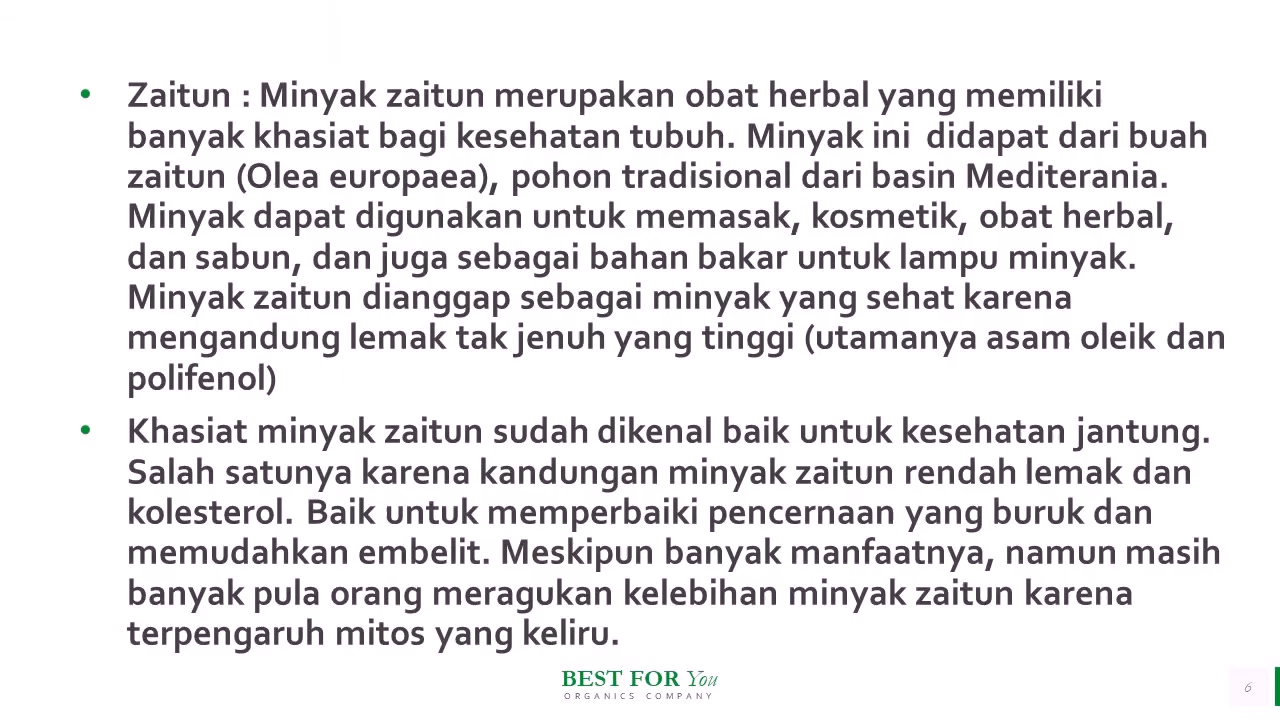 • Zaitun : Minyak zaitun merupakan obat herbal yang memiliki
banyak khasiat bagi kesehatan tubuh. Minyak ini  didapat dari buah
zaitun (Olea europaea), pohon tradisional dari basin Mediterania.
Minyak dapat digunakan untuk memasak, kosmetik, obat herbal,
dan sabun, dan juga sebagai bahan bakar untuk lampu minyak.
Minyak zaitun dianggap sebagai minyak yang sehat karena
mengandung lemak tak jenuh yang tinggi (utamanya asam oleik dan
polifenol)
• Khasiat minyak zaitun sudah dikenal baik untuk kesehatan jantung.
Salah satunya karena kandungan minyak zaitun rendah lemak dan
kolesterol. Baik untuk memperbaiki pencernaan yang buruk dan
memudahkan embelit. Meskipun banyak manfaatnya, namun masih
banyak pula orang meragukan kelebihan minyak zaitun karena
terpengaruh mitos yang keliru.
BEST FOR You
ORGANICS COMPANY
6